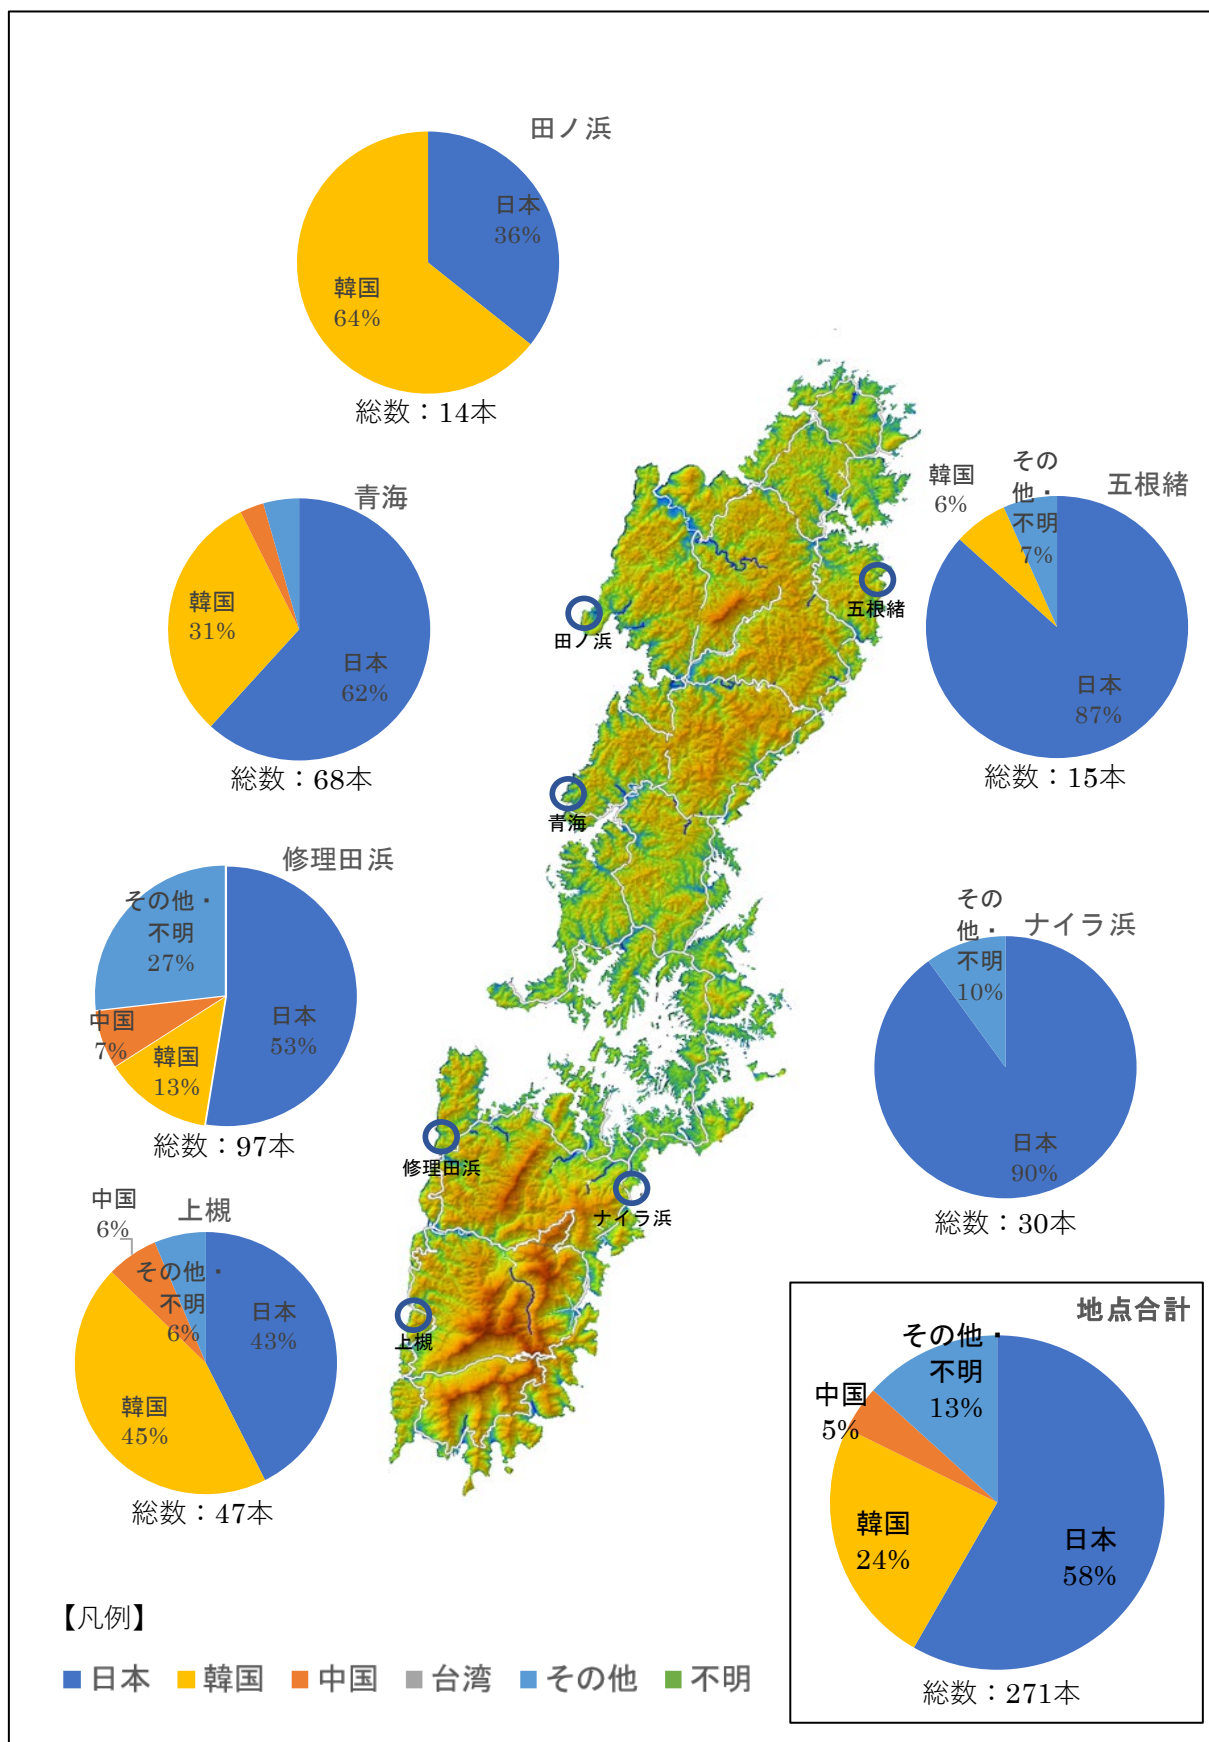 田ノ浜
日本
36%
韓国
64%
総数：14本
青海
韓国
31%
日本
62%
総数：68本
韓国
6%
その
他・
不明
7%
五根緒
日本
87%
総数：15本
五根緒
田ノ浜
青海
修理田浜
その他・
不明
27%
中国
7%
韓国
13%
日本
53%
総数：97本
その
他・
不明
10%
ナイラ浜
日本
90%
総数：30本
修理田浜
ナイラ浜
上槻
中国
6%
上槻
その他・
不明
6%
日本
43%
韓国
45%
総数：47本
地点合計
その他・
不明
13%
中国
5%
韓国
24%
日本
58%
総数：271本
【凡例】
日本 韓国 中国 台湾 その他 不明